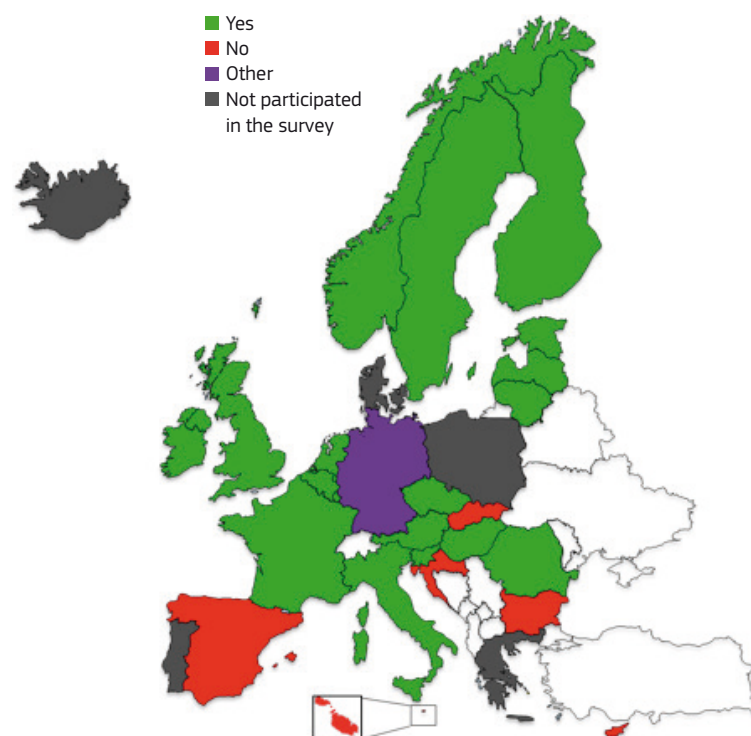 Yes
No
Other
Not participated
in the survey